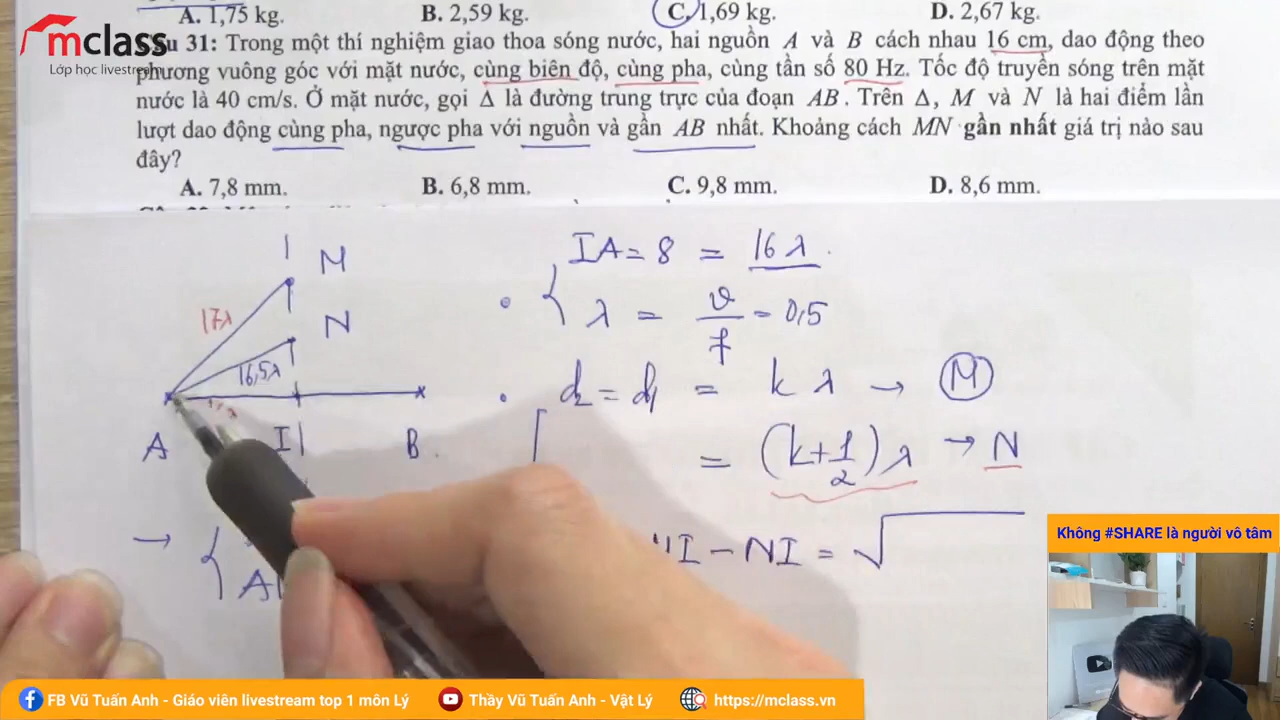 A. 1,75 kg. B. 2,59 kg. C. 1,69 kg. D. 2,67 kg.
mclass
Lớp học livestream
31: Trong một thí nghiệm giao thoa sóng nước, hai nguồn A và B cách nhau 16 cm, dao động theo
phương vuông góc với mặt nước, cùng biên độ, cùng pha, cùng tần số 80 Hz. Tốc độ truyền sóng trên mặt
nước là 40 cm/s. Ở mặt nước, gọi Δ là đường trung trực của đoạn AB. Trên Δ, M và N là hai điểm lần
lượt dao động cùng pha, ngược pha với nguồn và gần AB nhất. Khoảng cách MN gần nhất giá trị nào sau
đây?
A. 7,8 mm. B. 6,8 mm. C. 9,8 mm. D. 8,6 mm.
M
N
17λ
16,5λ
A I B
IA = 8 = 16λ.
λ = v/f = 0,5
d2 = d1 = kλ → M
= (k+1/2)λ → N
→ { A
I – NI = √
Không #SHARE là người vô tâm
FB Vũ Tuấn Anh - Giáo viên livestream top 1 môn Lý Thầy Vũ Tuấn Anh - Vật Lý https://mclass.vn